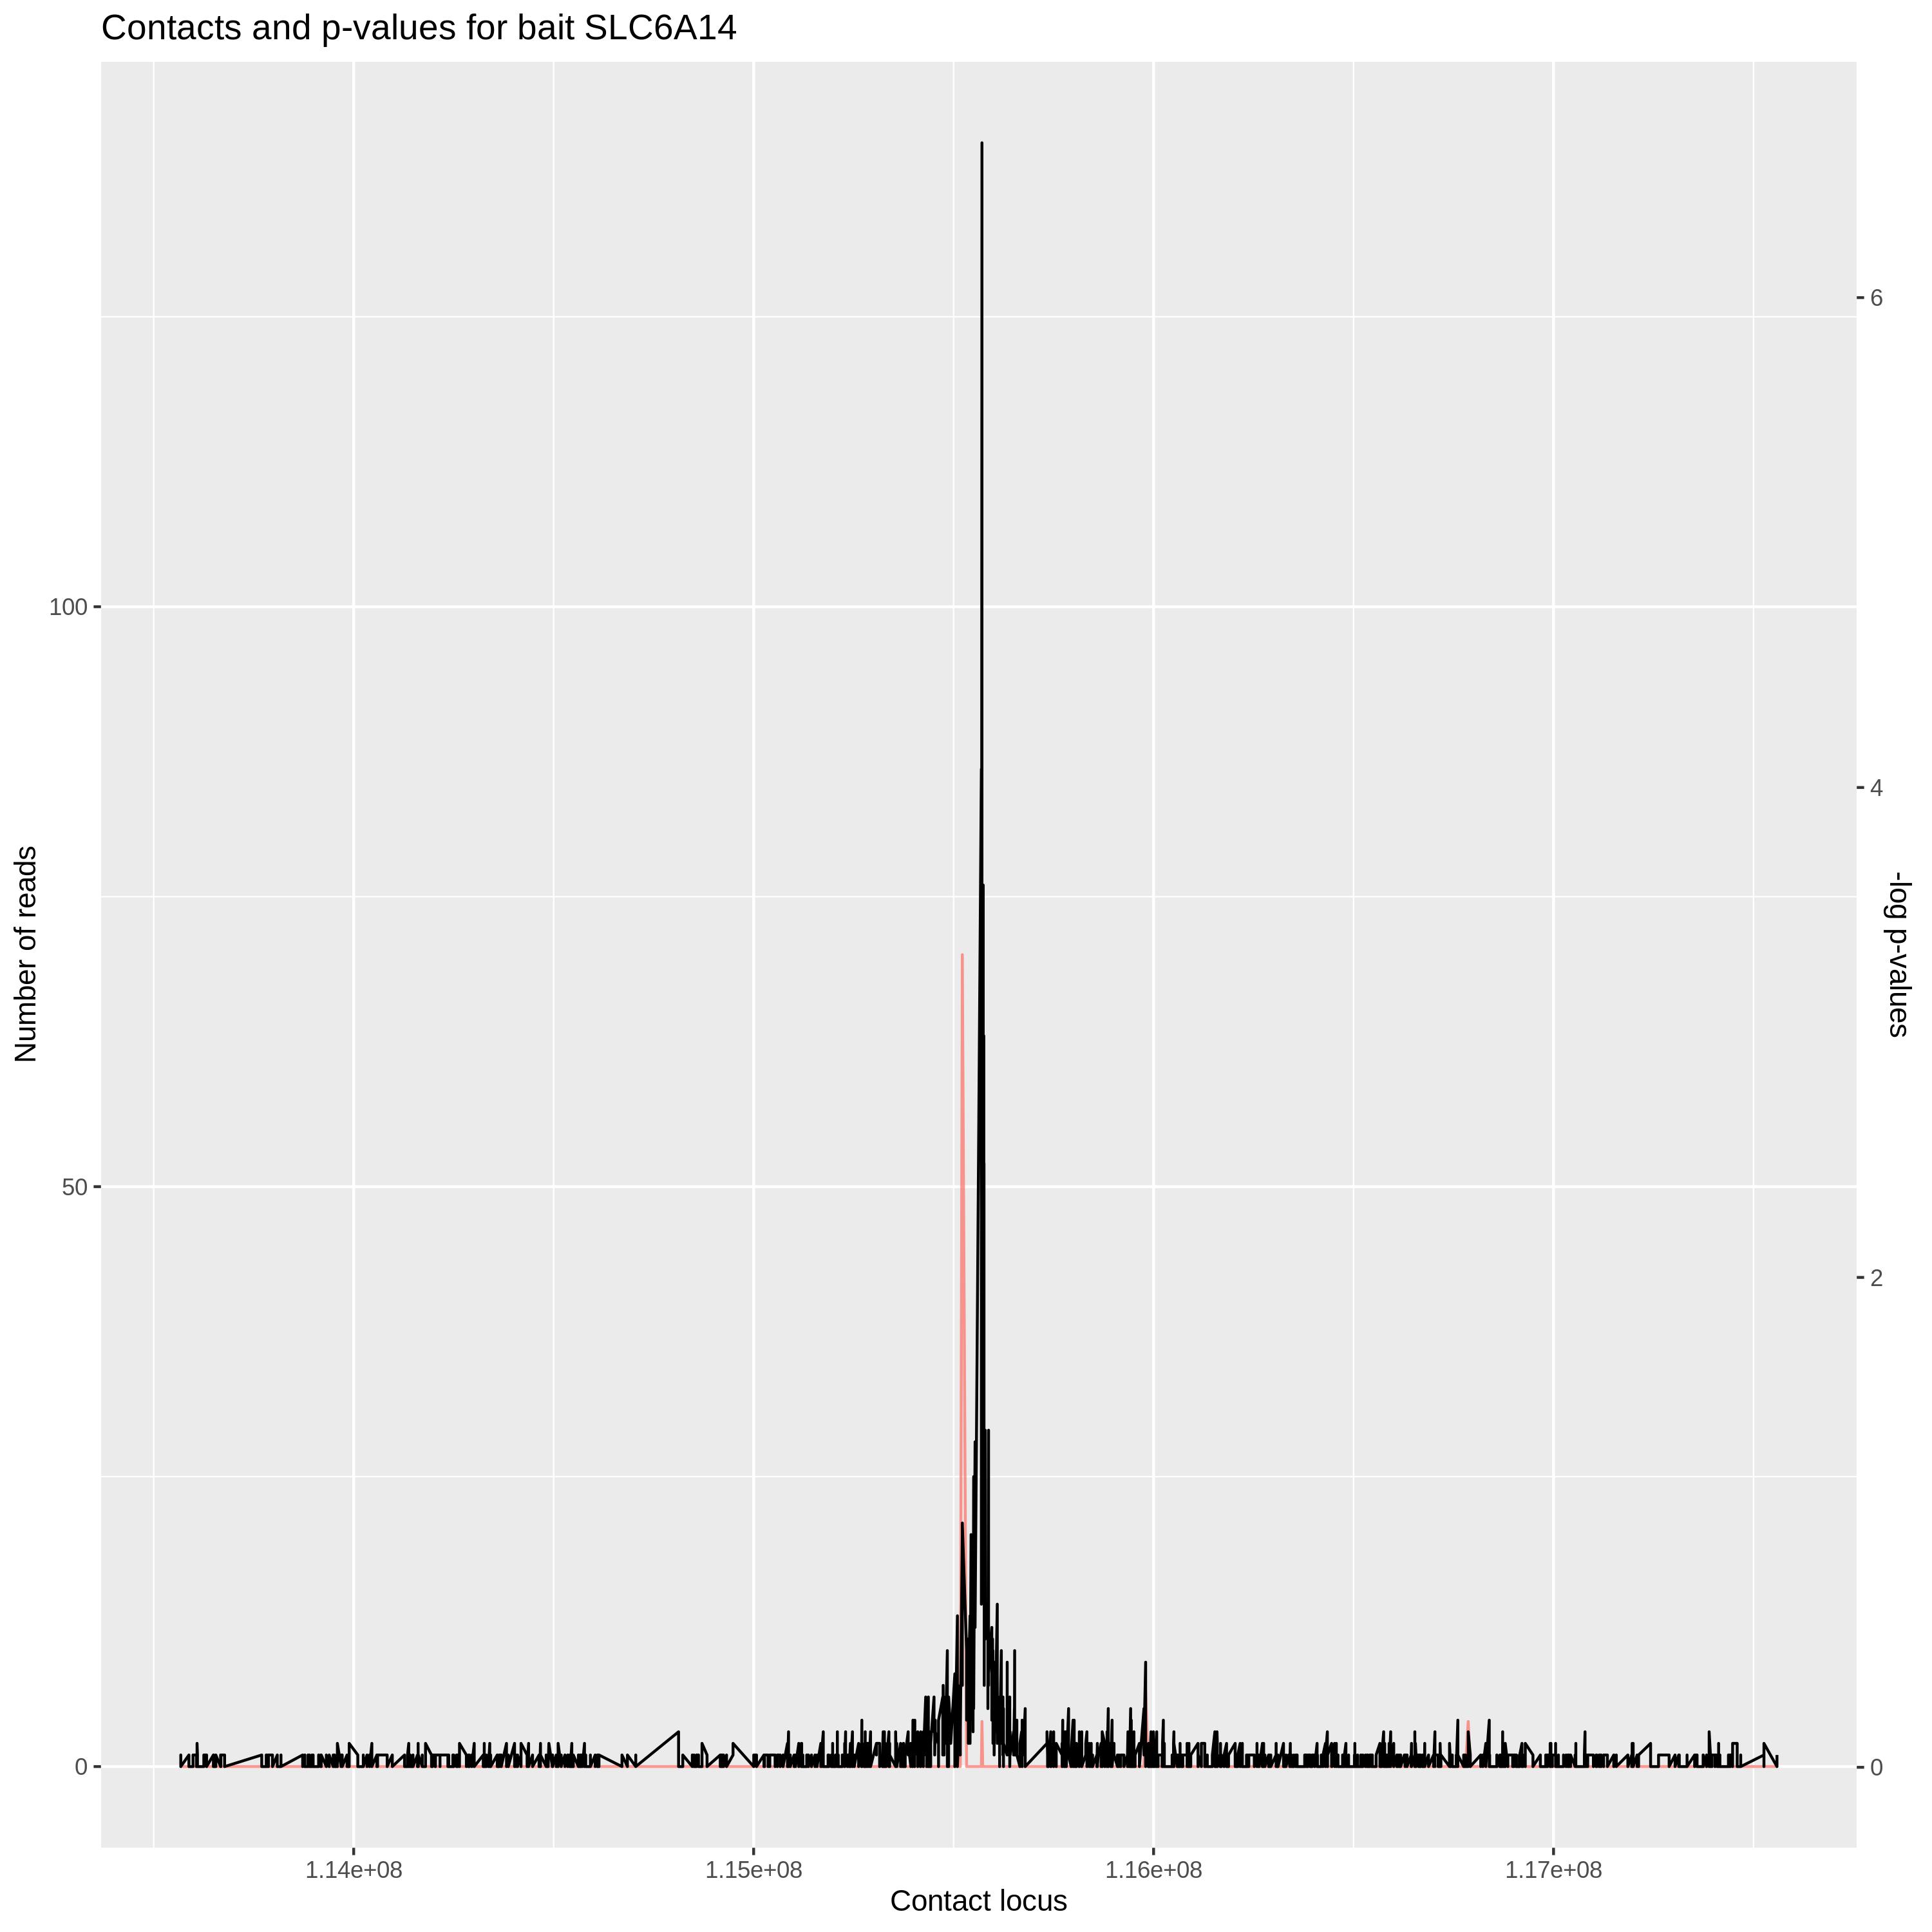 Contacts and p-values for bait SLC6A14
Number of reads
100
50
0
6
4
2
0
-log p-values
1.14e+08
1.15e+08
1.16e+08
1.17e+08
Contact locus